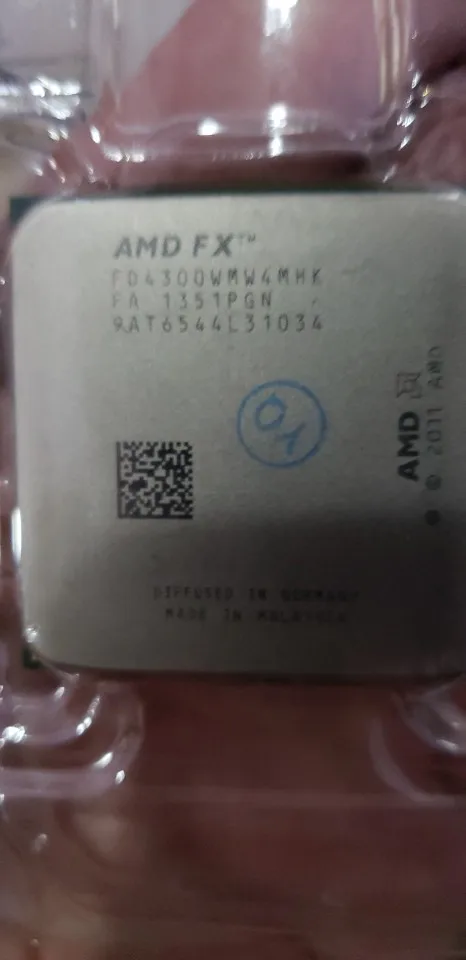 AMD FX™
FD4300WMW4MHK
FA 1351PGN
9AT6544L31034
AMD
© 2011 AMD
DIFFUSED IN GERMANY
MADE IN MALAYSIA